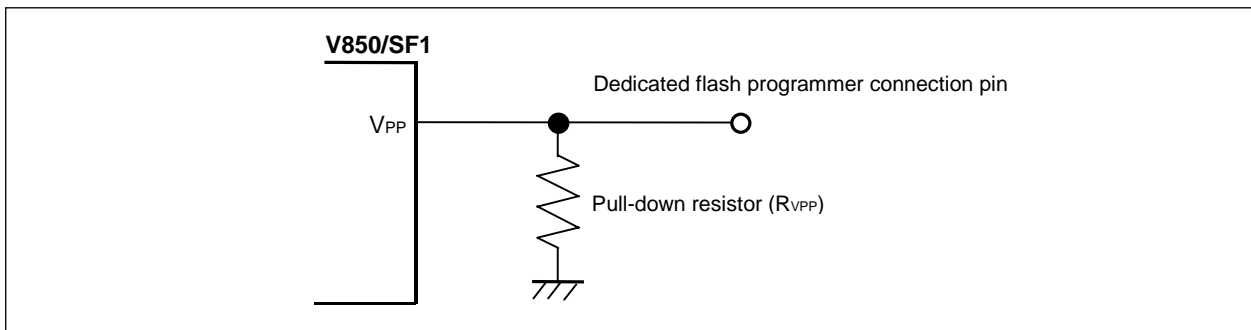 V850/SF1
Dedicated flash programmer connection pin
VPP
Pull-down resistor (RVPP)